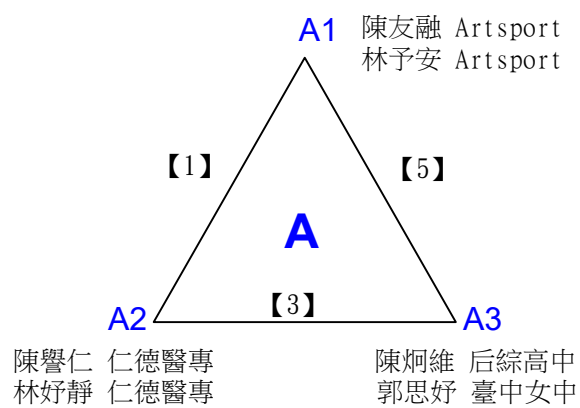 A1
陳友融 Artsport
林予安 Artsport
【1】
【5】
A
【3】
A2
A3
陳譽仁 仁德醫專
林妤靜 仁德醫專
陳炯維 后綜高中
郭思妤 臺中女中